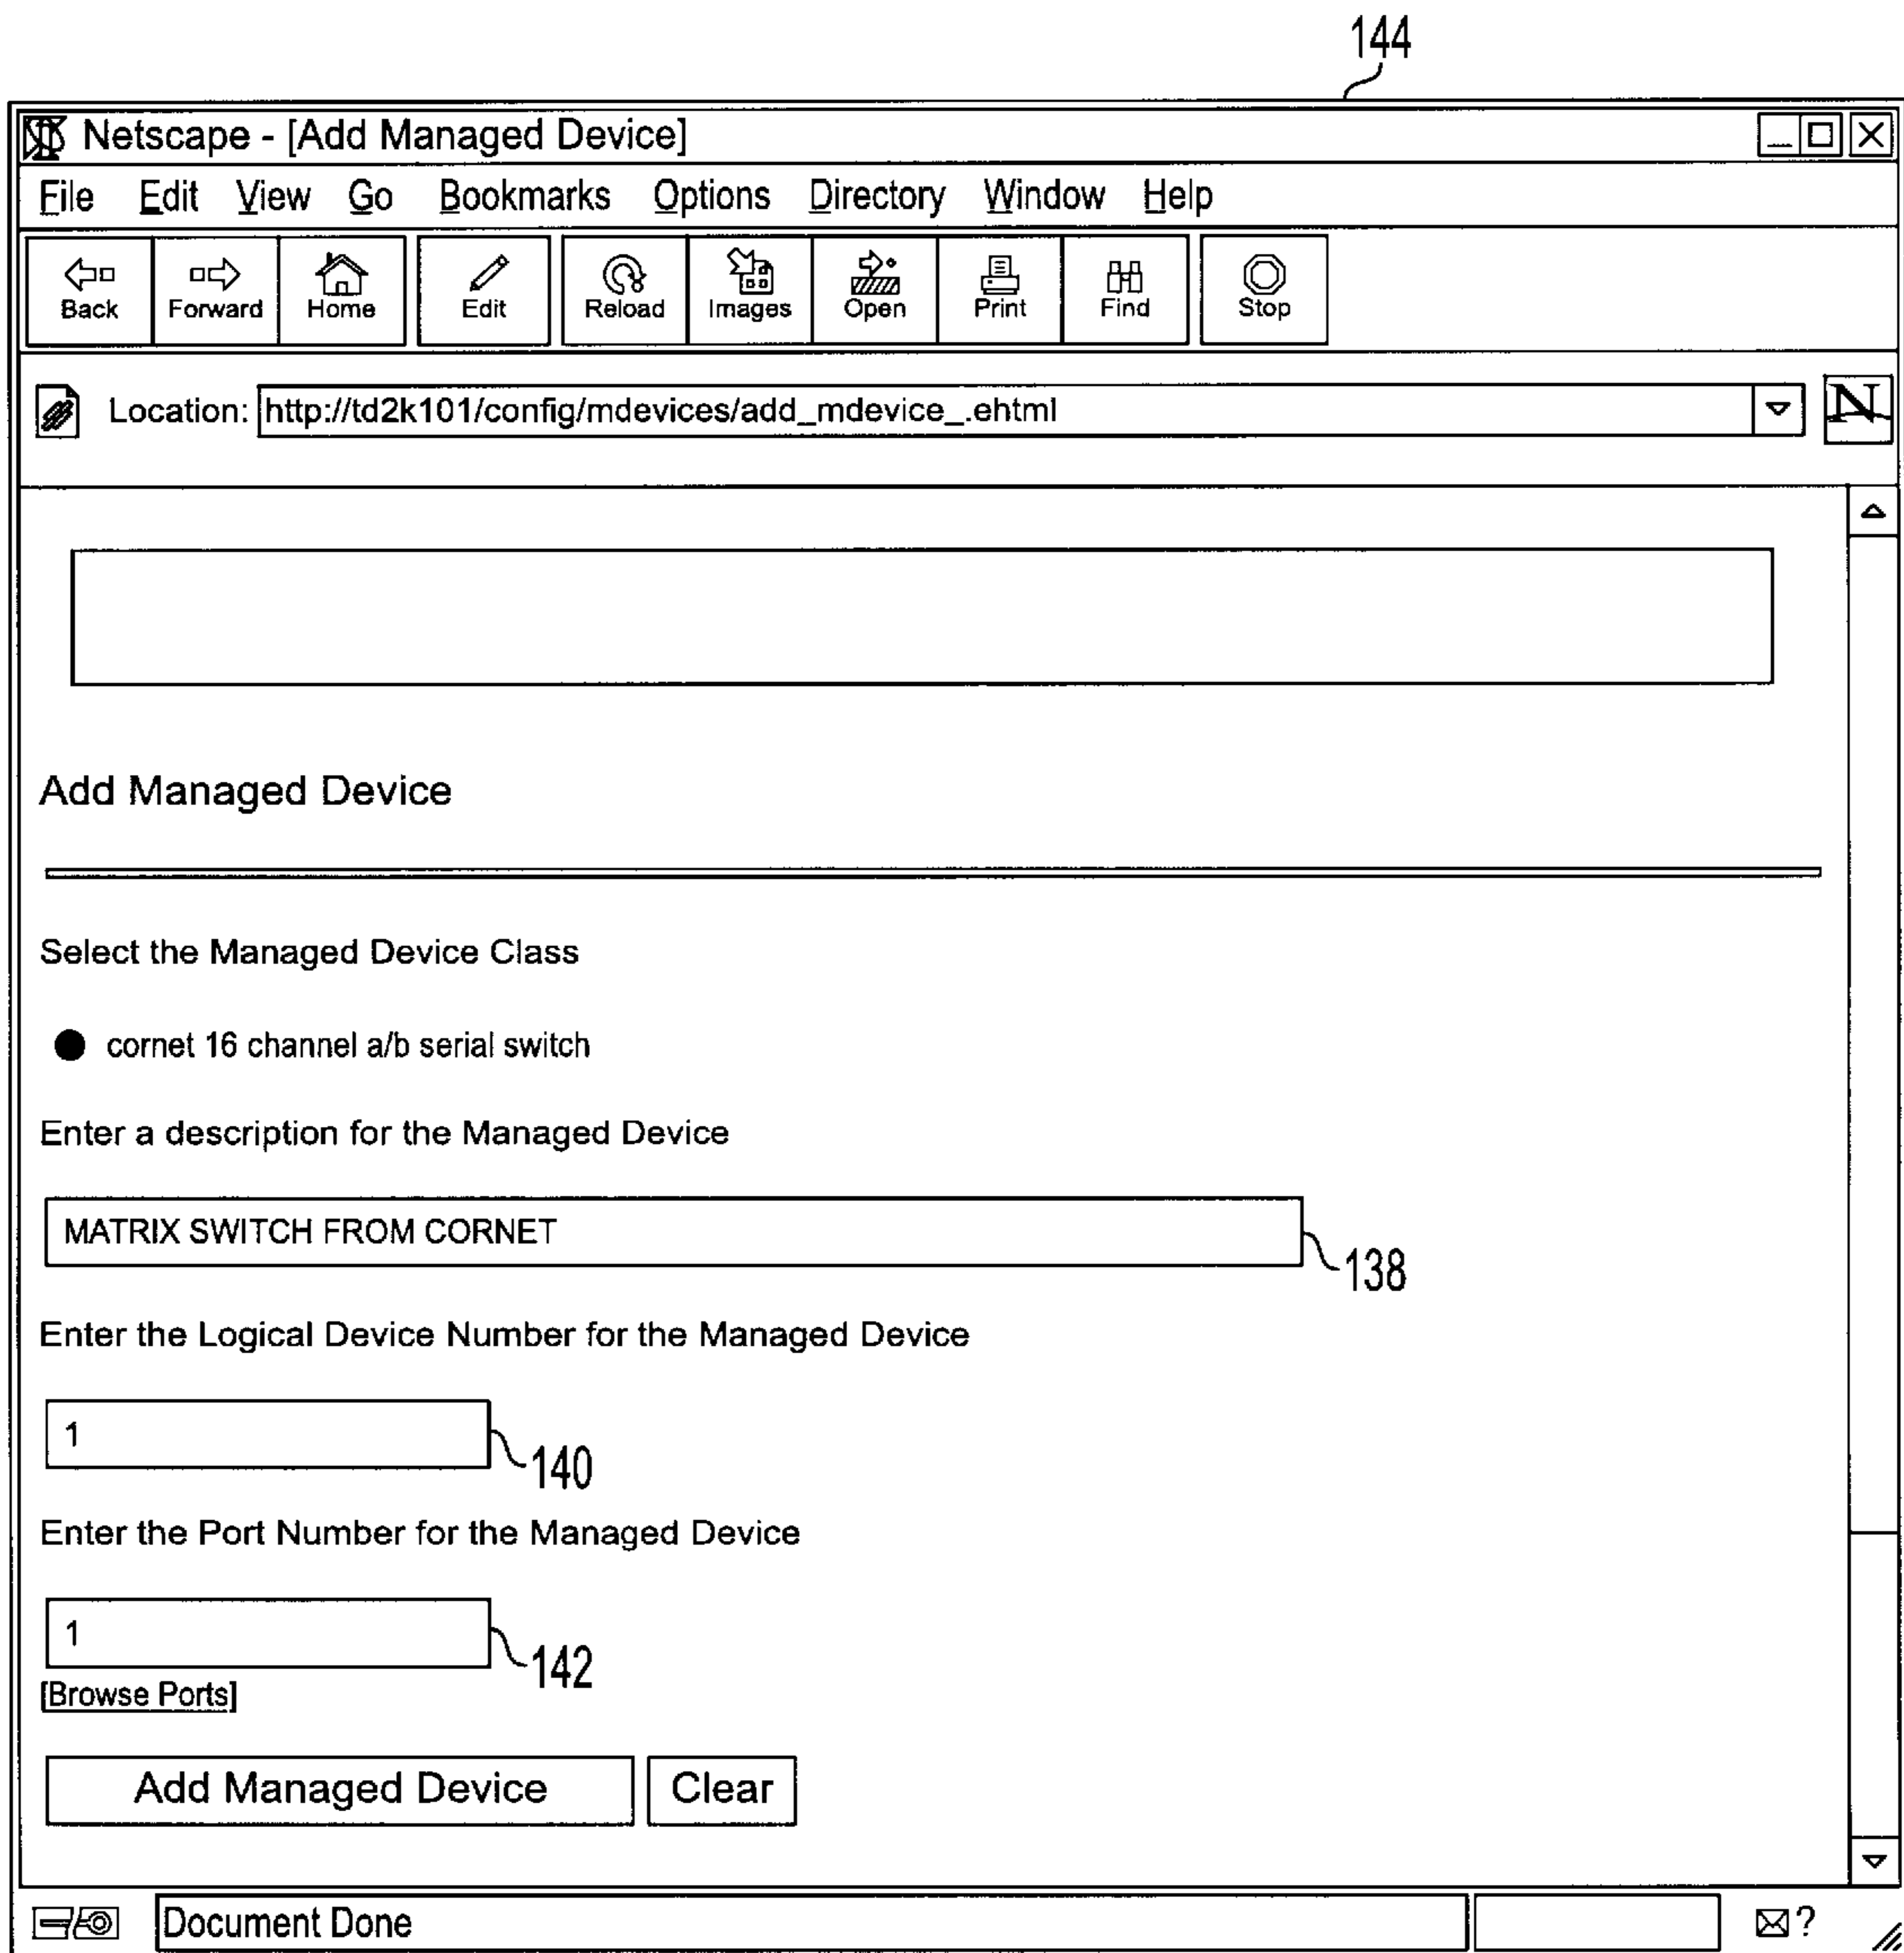 144
Netscape - [Add Managed Device]
File Edit View Go Bookmarks Options Directory Window Help
Back Forward Home Edit Reload Images Open Print Find Stop
Location: http://td2k101/config/mdevices/add_mdevice_.ehtml
N
Add Managed Device
Select the Managed Device Class
cornet 16 channel a/b serial switch
Enter a description for the Managed Device
MATRIX SWITCH FROM CORNET
138
Enter the Logical Device Number for the Managed Device
1
140
Enter the Port Number for the Managed Device
1
142
[Browse Ports]
Add Managed Device Clear
Document Done ?